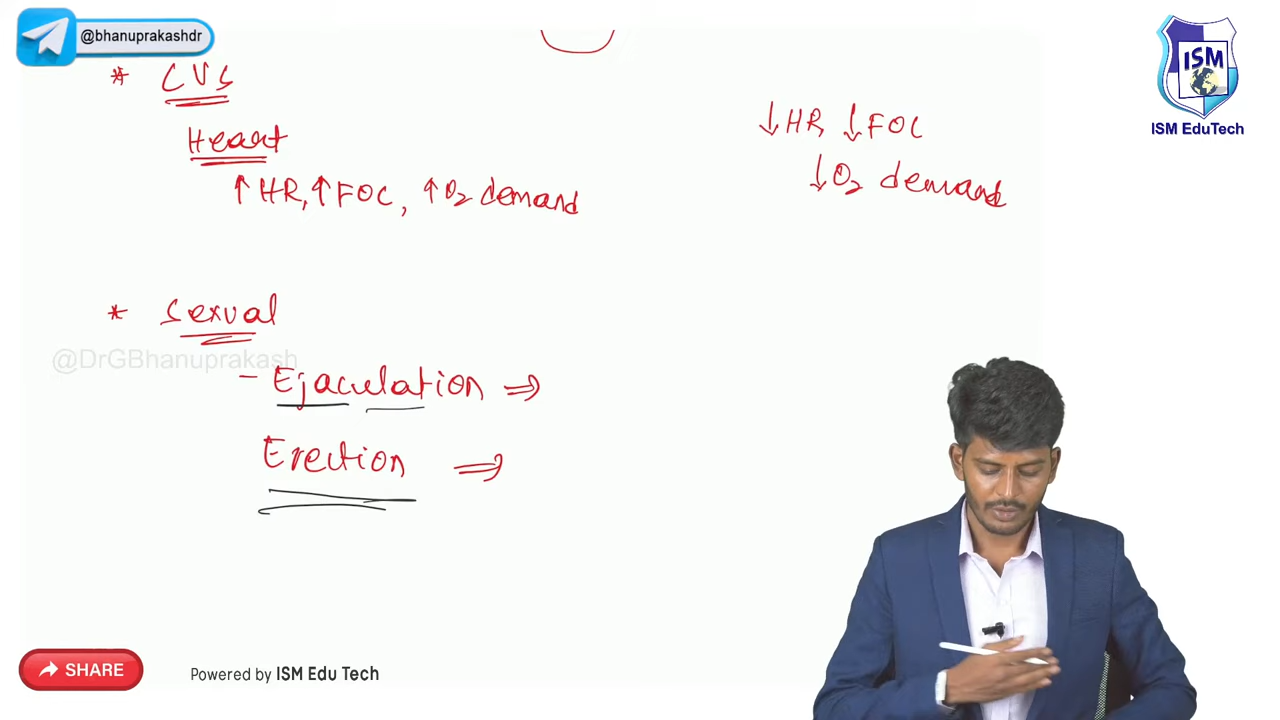 @bhanuprakashdr
ISM
ISM EduTech
* CVS
Heart
↑HR, ↑FOC, ↑O2 demand
↓HR ↓FOC
↓O2 demand
* Sexual
@DrGBhanuprakash
- Ejaculation ⇒
Erection ⇒
SHARE
Powered by ISM Edu Tech